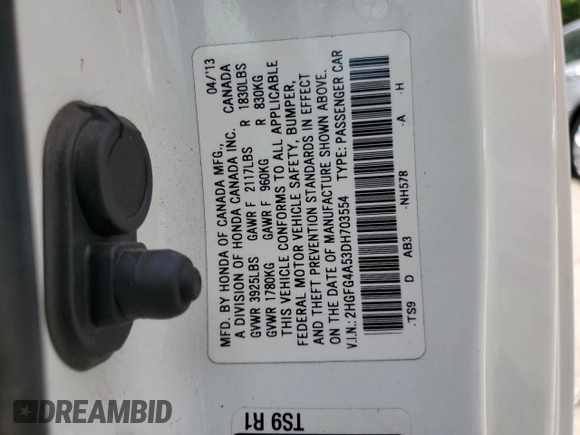 MFD. BY HONDA OF CANADA MFG., 04/'13
A DIVISION OF HONDA CANADA INC. CANADA
GVWR 3925LBS GAWR F 2117LBS R 1830LBS
GVWR 1780KG GAWR F 960KG R 830KG
THIS VEHICLE CONFORMS TO ALL APPLICABLE
FEDERAL MOTOR VEHICLE SAFETY, BUMPER,
AND THEFT PREVENTION STANDARDS IN EFFECT
ON THE DATE OF MANUFACTURE SHOWN ABOVE.
V.I.N.: 2HGFG4A53DH703554 TYPE: PASSENGER CAR
.TS9 D AB3 -NH578 -A -H
TS9 R1
DREAMBID